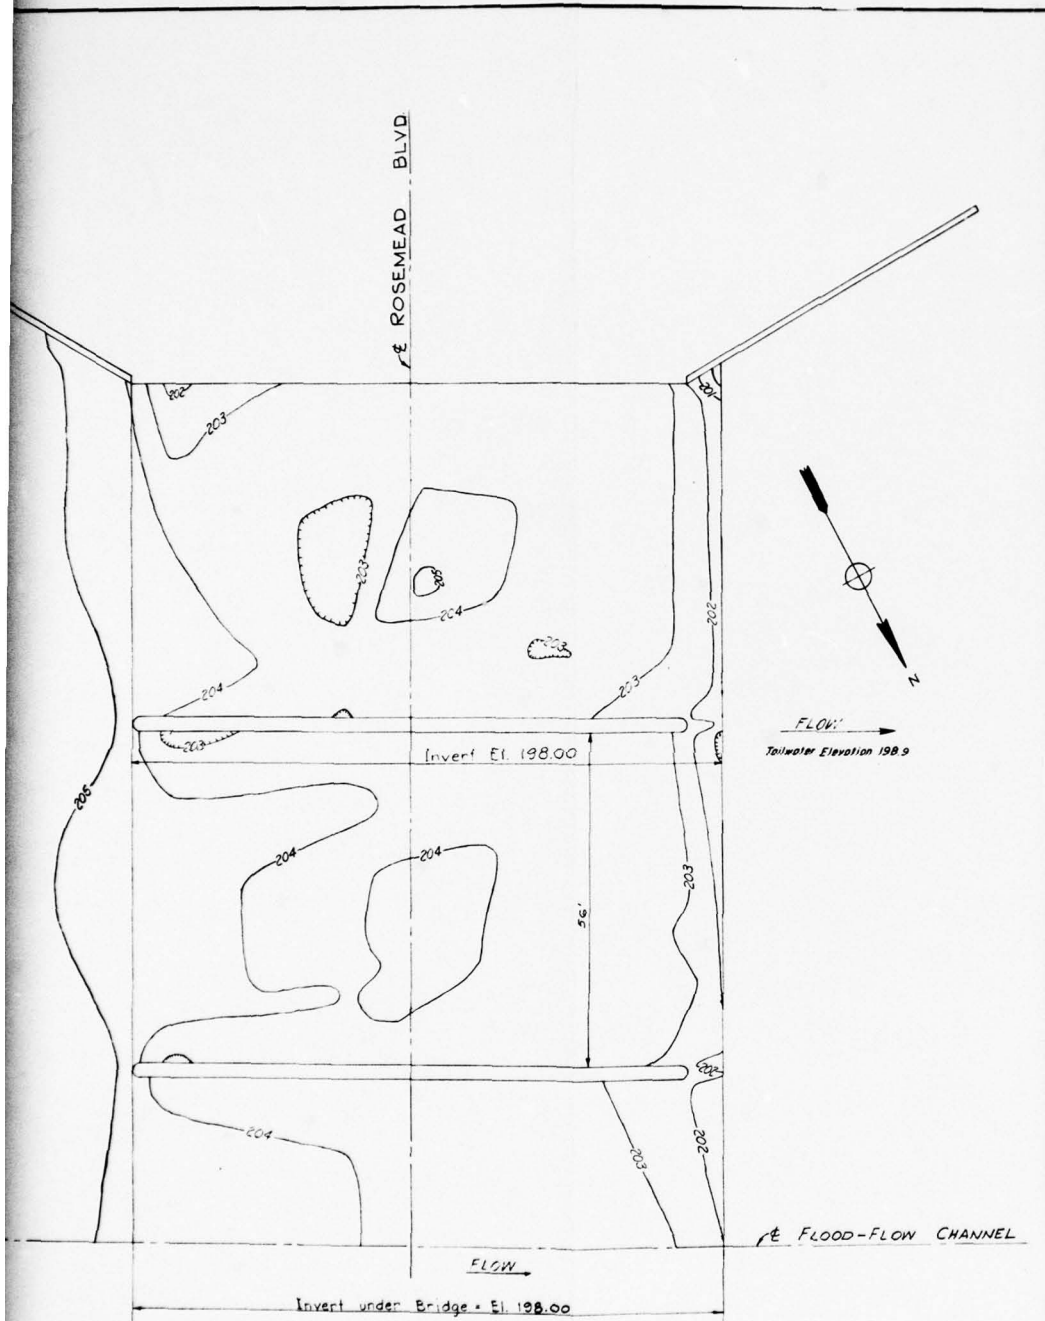 ℄ ROSEMEAD BLVD
202
203
201
203
205
204
203
202
204
203
N
FLOW
Tailwater Elevation 198.9
203
Invert El. 198.00
205
204
204
203
56'
202
204
203
202
℄ FLOOD-FLOW CHANNEL
FLOW
Invert under Bridge = El. 198.00